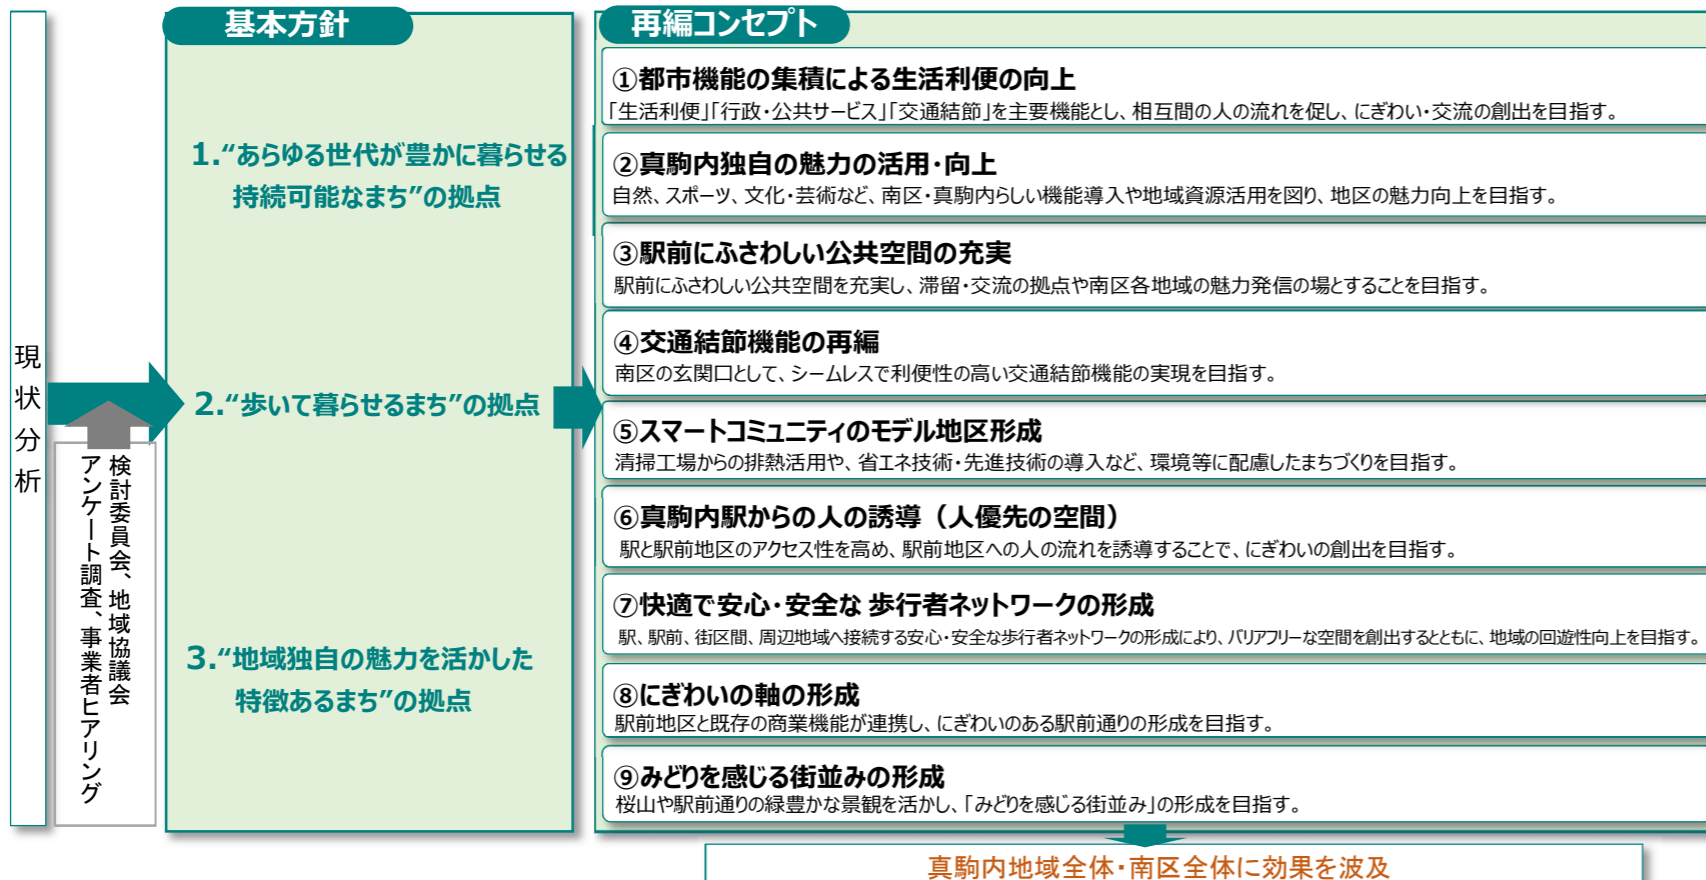 現状分析
検討委員会、地域協議会
アンケート調査、事業者ヒアリング
基本方針
1.“あらゆる世代が豊かに暮らせる
持続可能なまち”の拠点
2.“歩いて暮らせるまち”の拠点
3.“地域独自の魅力を活かした
特徴あるまち”の拠点
再編コンセプト
①都市機能の集積による生活利便の向上
「生活利便」「行政・公共サービス」「交通結節」を主要機能とし、相互間の人の流れを促し、にぎわい・交流の創出を目指す。
②真駒内独自の魅力の活用・向上
自然、スポーツ、文化・芸術など、南区・真駒内らしい機能導入や地域資源活用を図り、地区の魅力向上を目指す。
③駅前にふさわしい公共空間の充実
駅前にふさわしい公共空間を充実し、滞留・交流の拠点や南区各地域の魅力発信の場とすることを目指す。
④交通結節機能の再編
南区の玄関口として、シームレスで利便性の高い交通結節機能の実現を目指す。
⑤スマートコミュニティのモデル地区形成
清掃工場からの排熱活用や、省エネ技術・先進技術の導入など、環境等に配慮したまちづくりを目指す。
⑥真駒内駅からの人の誘導（人優先の空間）
駅と駅前地区のアクセス性を高め、駅前地区への人の流れを誘導することで、にぎわいの創出を目指す。
⑦快適で安心・安全な 歩行者ネットワークの形成
駅、駅前、街区間、周辺地域へ接続する安心・安全な歩行者ネットワークの形成により、バリアフリーな空間を創出するとともに、地域の回遊性向上を目指す。
⑧にぎわいの軸の形成
駅前地区と既存の商業機能が連携し、にぎわいのある駅前通りの形成を目指す。
⑨みどりを感じる街並みの形成
桜山や駅前通りの緑豊かな景観を活かし、「みどりを感じる街並み」の形成を目指す。
真駒内地域全体・南区全体に効果を波及